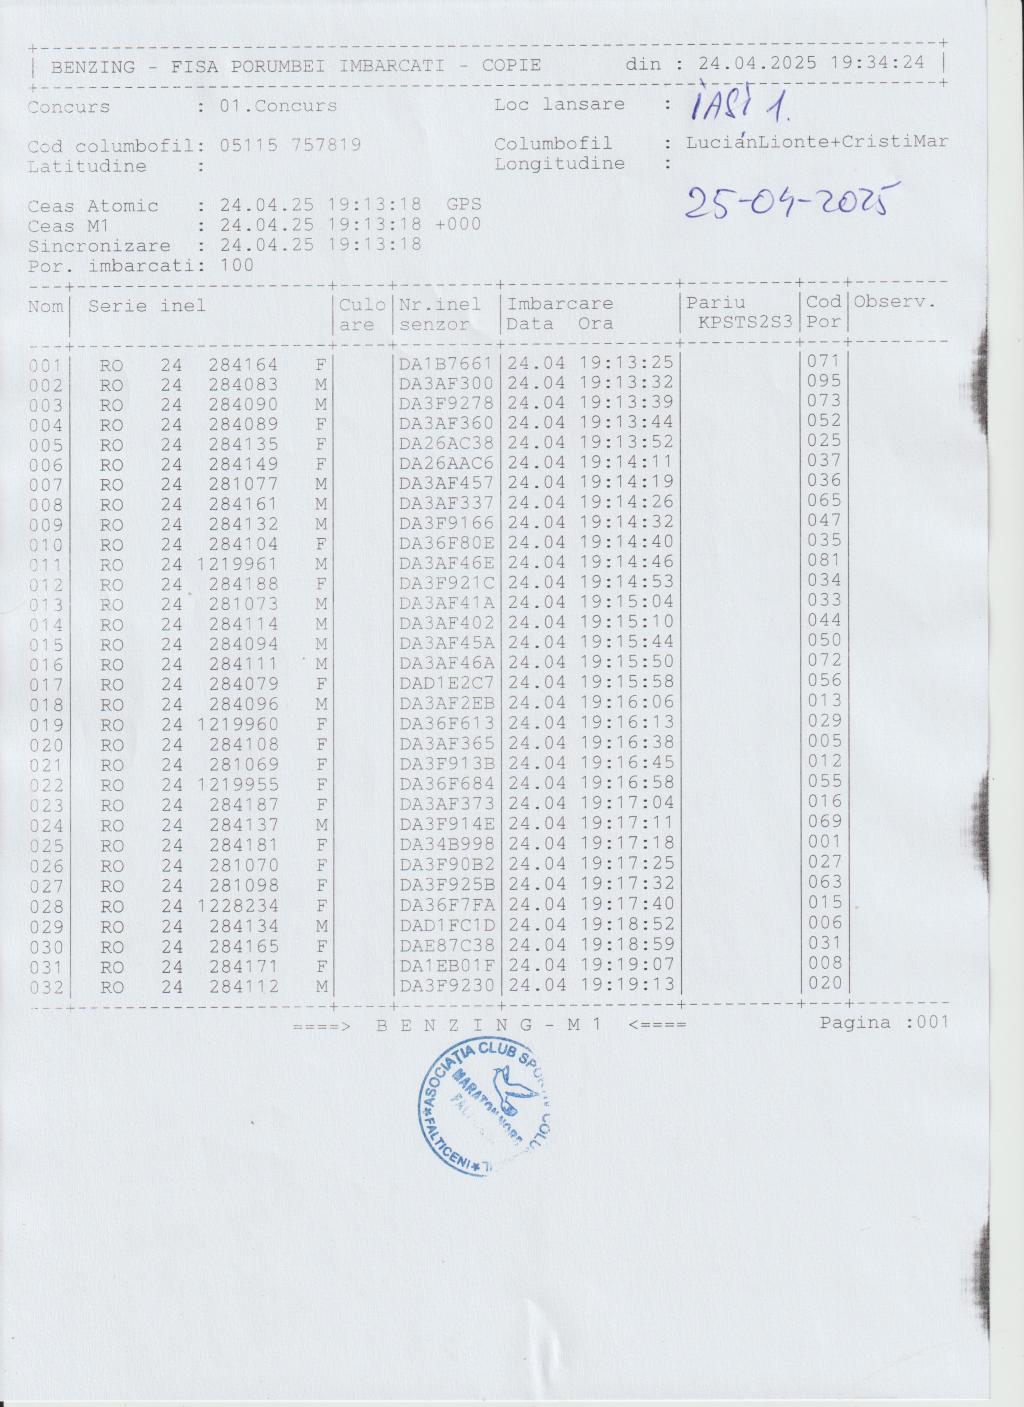 BENZING - FISA PORUMBEI IMBARCATI - COPIE din : 24.04.2025 19:34:24
Concurs : 01.Concurs Loc lansare : IASI 1.
Cod columbofil: 05115 757819 Columbofil : LucianLionte+CristiMar
Latitudine : Longitudine :
25-04-2025
Ceas Atomic : 24.04.25 19:13:18 GPS
Ceas M1 : 24.04.25 19:13:18 +000
Sincronizare : 24.04.25 19:13:18
Por. imbarcati: 100
Nom Serie inel Culo Nr.inel Imbarcare Pariu Cod Observ.
are senzor Data Ora KPSTS2S3 Por
001 RO 24 284164 F DA1B7661 24.04 19:13:25 071
002 RO 24 284083 M DA3AF300 24.04 19:13:32 095
003 RO 24 284090 M DA3F9278 24.04 19:13:39 073
004 RO 24 284089 F DA3AF360 24.04 19:13:44 052
005 RO 24 284135 F DA26AC38 24.04 19:13:52 025
006 RO 24 284149 F DA26AAC6 24.04 19:14:11 037
007 RO 24 281077 M DA3AF457 24.04 19:14:19 036
008 RO 24 284161 M DA3AF337 24.04 19:14:26 065
009 RO 24 284132 M DA3F9166 24.04 19:14:32 047
010 RO 24 284104 F DA36F80E 24.04 19:14:40 035
011 RO 24 1219961 M DA3AF46E 24.04 19:14:46 081
012 RO 24 284188 F DA3F921C 24.04 19:14:53 034
013 RO 24 281073 M DA3AF41A 24.04 19:15:04 033
014 RO 24 284114 M DA3AF402 24.04 19:15:10 044
015 RO 24 284094 M DA3AF45A 24.04 19:15:44 050
016 RO 24 284111 M DA3AF46A 24.04 19:15:50 072
017 RO 24 284079 F DAD1E2C7 24.04 19:15:58 056
018 RO 24 284096 M DA3AF2EB 24.04 19:16:06 013
019 RO 24 1219960 F DA36F613 24.04 19:16:13 029
020 RO 24 284108 F DA3AF365 24.04 19:16:38 005
021 RO 24 281069 F DA3F913B 24.04 19:16:45 012
022 RO 24 1219955 F DA36F684 24.04 19:16:58 055
023 RO 24 284187 F DA3AF373 24.04 19:17:04 016
024 RO 24 284137 M DA3F914E 24.04 19:17:11 069
025 RO 24 284181 F DA34B998 24.04 19:17:18 001
026 RO 24 281070 F DA3F90B2 24.04 19:17:25 027
027 RO 24 281098 F DA3F925B 24.04 19:17:32 063
028 RO 24 1228234 F DA36F7FA 24.04 19:17:40 015
029 RO 24 284134 M DAD1FC1D 24.04 19:18:52 006
030 RO 24 284165 F DAE87C38 24.04 19:18:59 031
031 RO 24 284171 F DA1EB01F 24.04 19:19:07 008
032 RO 24 284112 M DA3F9230 24.04 19:19:13 020
====> B E N Z I N G - M 1 <==== Pagina :001
ASOCIAȚIA CLUB
FALTICENI